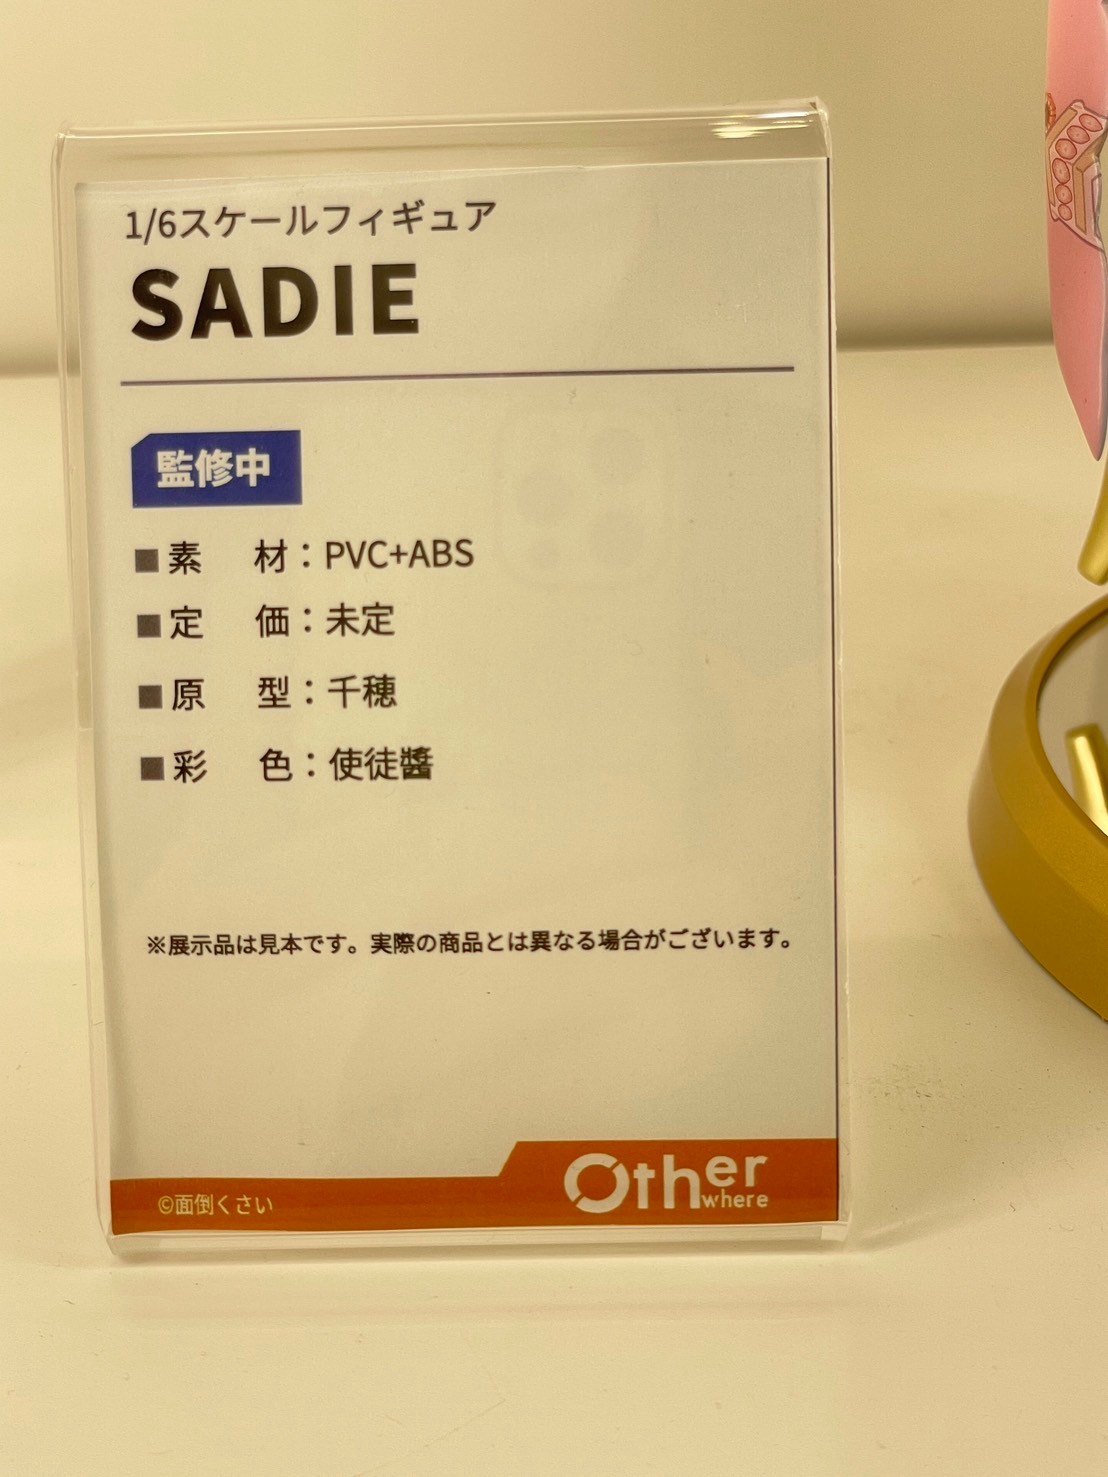 1/6スケールフィギュア
SADIE
監修中
■素　材：PVC+ABS
■定　価：未定
■原　型：千穂
■彩　色：使徒醬
※展示品は見本です。実際の商品とは異なる場合がございます。
©面倒くさい
Other
where